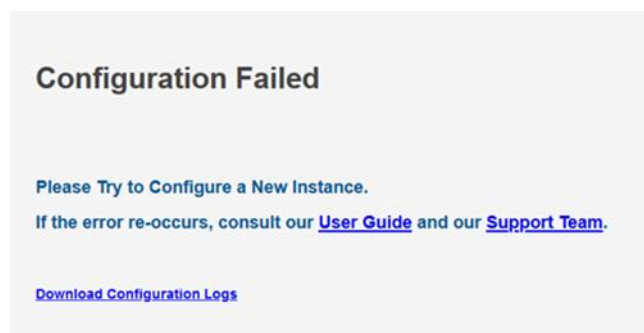 Configuration Failed
Please Try to Configure a New Instance.
If the error re-occurs, consult our User Guide and our Support Team.
Download Configuration Logs